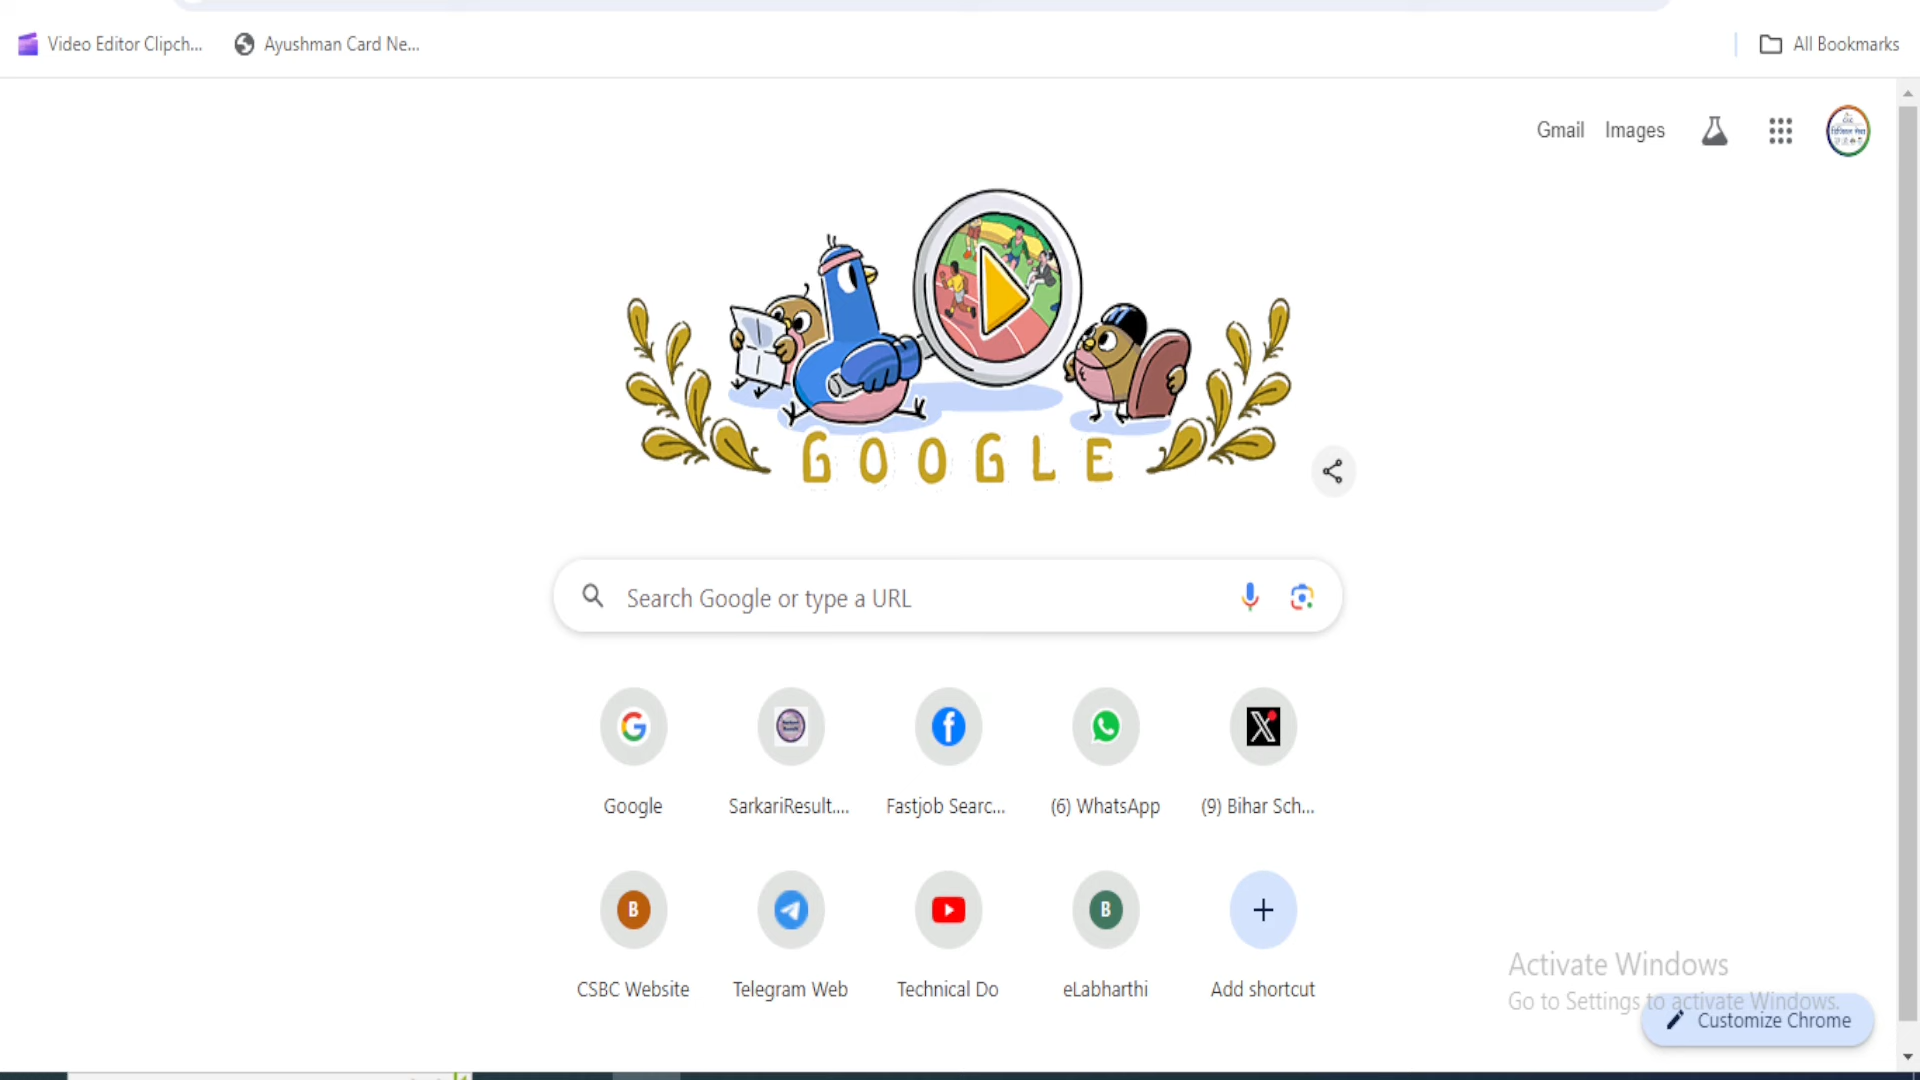 Video Editor Clipch...
Ayushman Card Ne...
All Bookmarks
Gmail
Images
GOOGLE
Search Google or type a URL
Google
SarkariResult....
Fastjob Searc...
(6) WhatsApp
(9) Bihar Sch...
B
B
CSBC Website
Telegram Web
Technical Do
eLabharthi
Add shortcut
Activate Windows
Go to Settings to activate Windows.
Customize Chrome